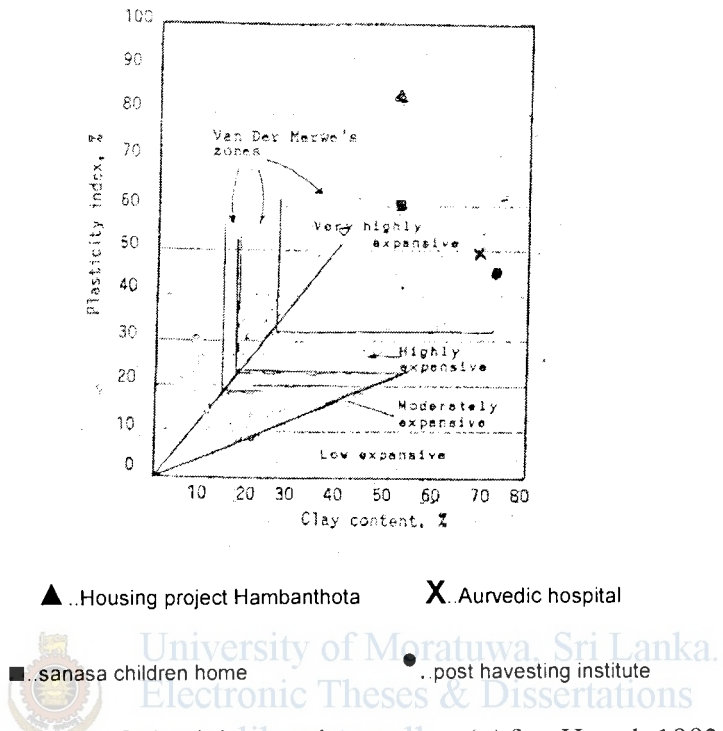 100
90
80
70
60
50
40
30
20
10
0
Plasticity index, %
Van Der Merwe's
zones
Very highly
expansive
Highly
expansive
Moderately
expansive
Low expansive
10 20 30 40 50 60 70 80
Clay content, %
▲..Housing project Hambanthota
X..Aurvedic hospital
■..sanasa children home
●..post havesting institute
University of Moratuwa, Sri Lanka.
Electronic Theses & Dissertations